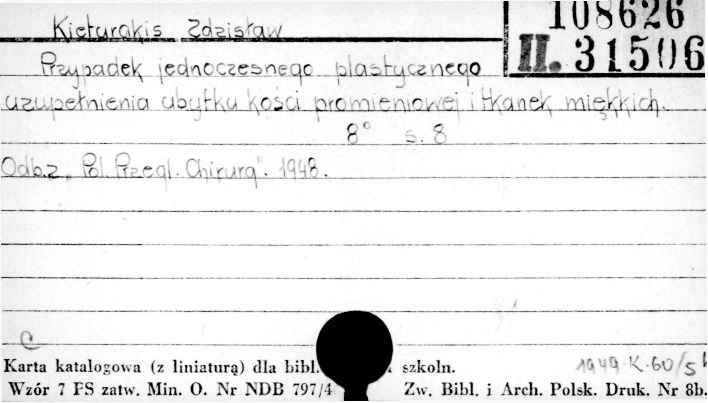 108626
Kieturakis Zdzisław
II. 31506
Przypadek jednoczesnego plastycznego
uzupełnienia ubytku kości promieniowej i tkanek miękkich.
8° s. 8
Odb. z „Pol. Przegl. Chirurg". 1948.
C
Karta katalogowa (z liniaturą) dla bibl. szkoln.
1949.K.60/5
Wzór 7 PS zatw. Min. O. Nr NDB 797/4 Zw. Bibl. i Arch. Polsk. Druk. Nr 8b.